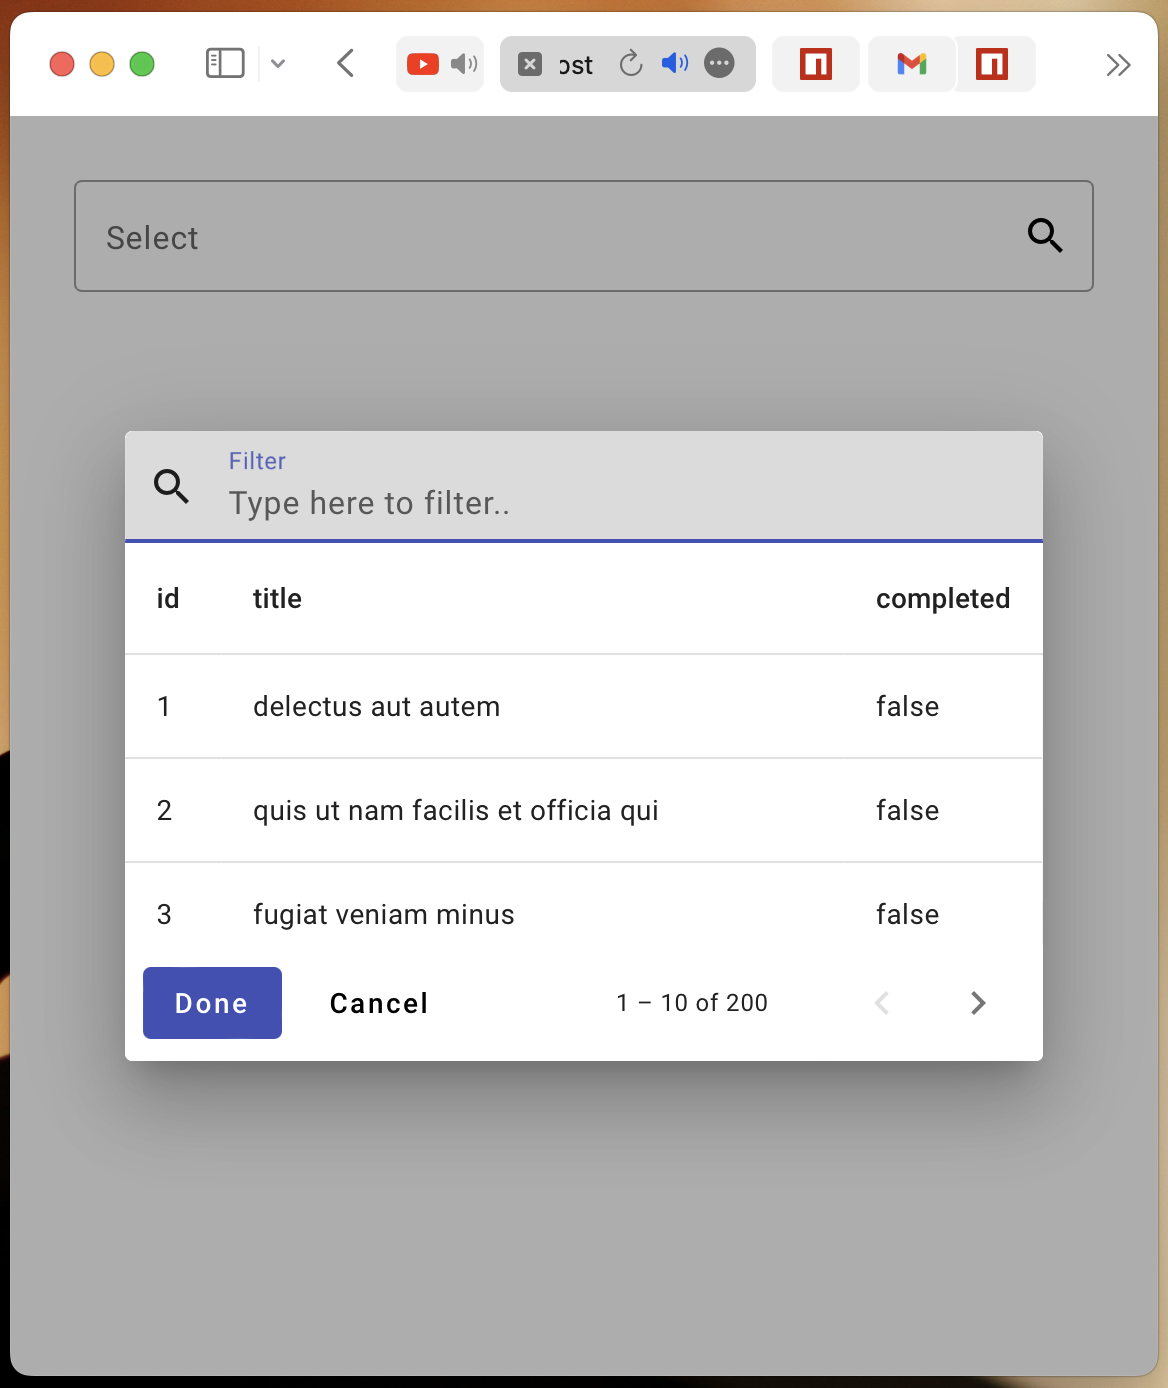 ost
Select
Filter
Type here to filter..
id title completed
1 delectus aut autem false
2 quis ut nam facilis et officia qui false
3 fugiat veniam minus false
Done Cancel 1 – 10 of 200